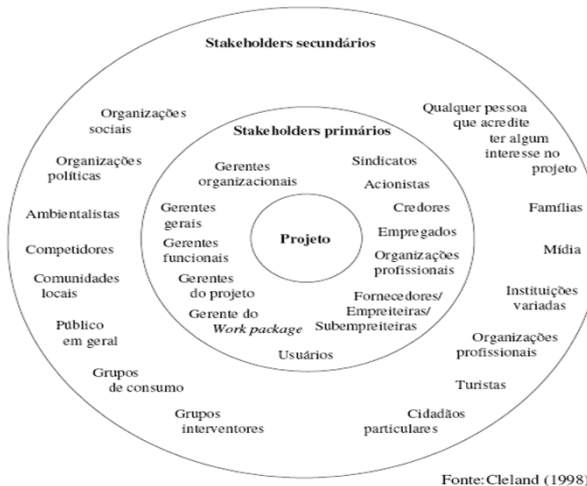 Stakeholders secundários
Organizações
sociais
Organizações
políticas
Ambientalistas
Competidores
Comunidades
locais
Público
em geral
Grupos
de consumo
Grupos
interventores
Stakeholders primários
Gerentes
organizacionais
Gerentes
gerais
Gerentes
funcionais
Gerentes
do projeto
Gerente do
Work package
Usuários
Projeto
Sindicatos
Acionistas
Credores
Empregados
Organizações
profissionais
Fornecedores/
Empreiteiras/
Subempreiteiras
Qualquer pessoa
que acredite
ter algum
interesse no
projeto
Famílias
Mídia
Instituições
variadas
Organizações
profissionais
Turistas
Cidadãos
particulares
Fonte: Cleland (1998)